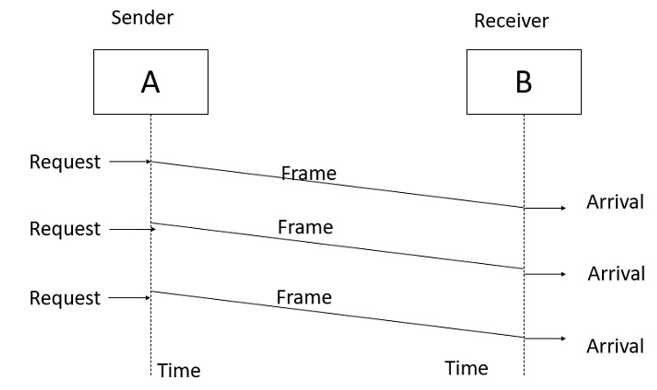 Sender
Receiver
A
B
Request
Frame
Arrival
Request
Frame
Arrival
Request
Frame
Arrival
Time
Time